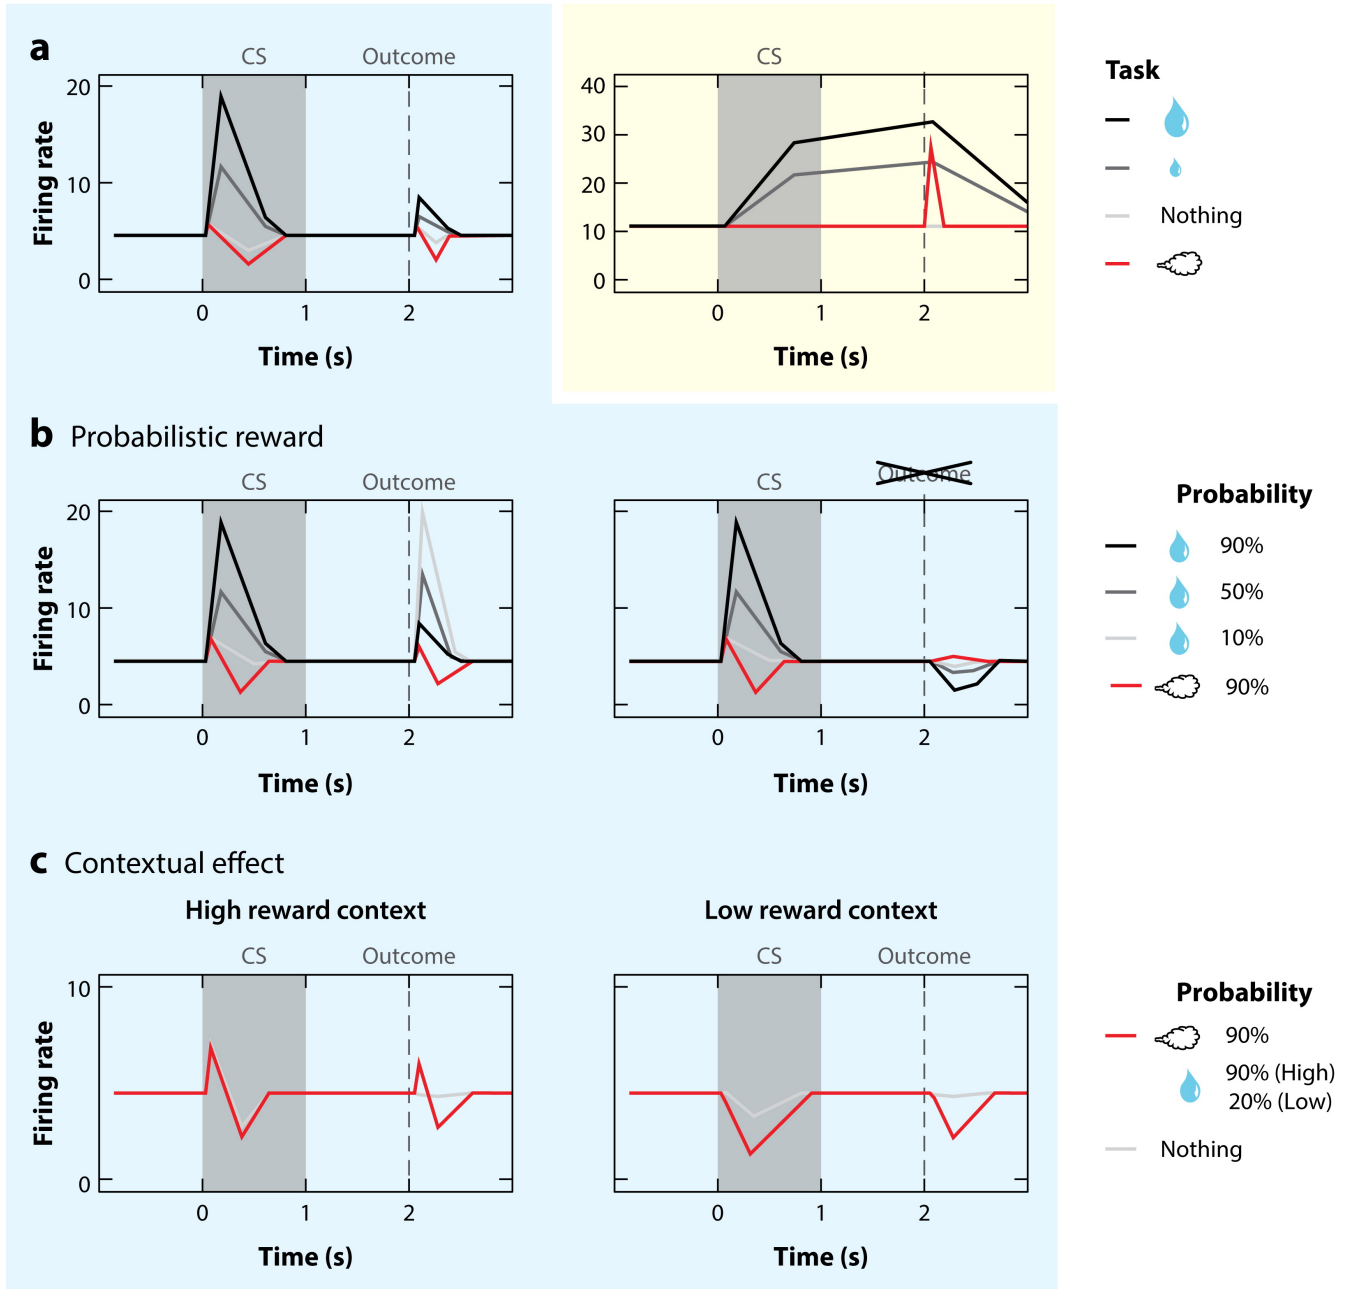 a
CS Outcome
20
10
0
Firing rate
0 1 2
Time (s)
CS
40
30
20
10
0
0 1 2
Time (s)
Task
Nothing
b Probabilistic reward
CS Outcome
20
10
0
Firing rate
0 1 2
Time (s)
CS Outcome
0 1 2
Time (s)
Probability
90%
50%
10%
90%
c Contextual effect
High reward context
CS Outcome
10
0
Firing rate
0 1 2
Time (s)
Low reward context
CS Outcome
0 1 2
Time (s)
Probability
90%
90% (High)
20% (Low)
Nothing